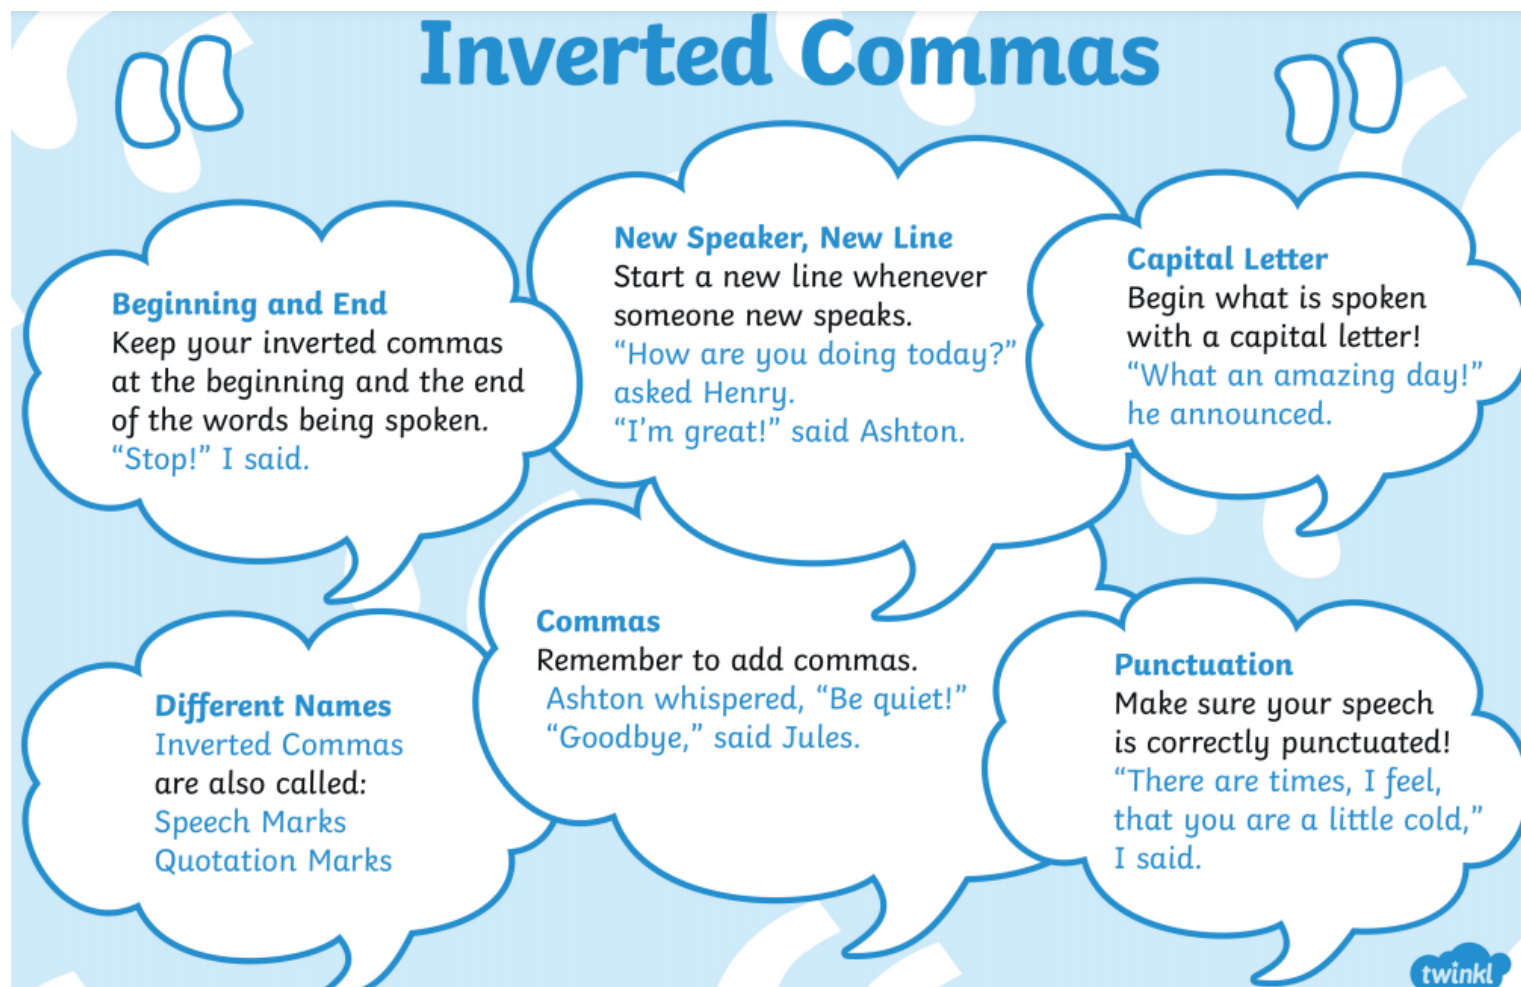 Inverted Commas
Beginning and End
Keep your inverted commas
at the beginning and the end
of the words being spoken.
“Stop!” I said.
New Speaker, New Line
Start a new line whenever
someone new speaks.
“How are you doing today?”
asked Henry.
“I’m great!” said Ashton.
Capital Letter
Begin what is spoken
with a capital letter!
“What an amazing day!”
he announced.
Different Names
Inverted Commas
are also called:
Speech Marks
Quotation Marks
Commas
Remember to add commas.
Ashton whispered, “Be quiet!”
“Goodbye,” said Jules.
Punctuation
Make sure your speech
is correctly punctuated!
“There are times, I feel,
that you are a little cold,”
I said.
twinkl